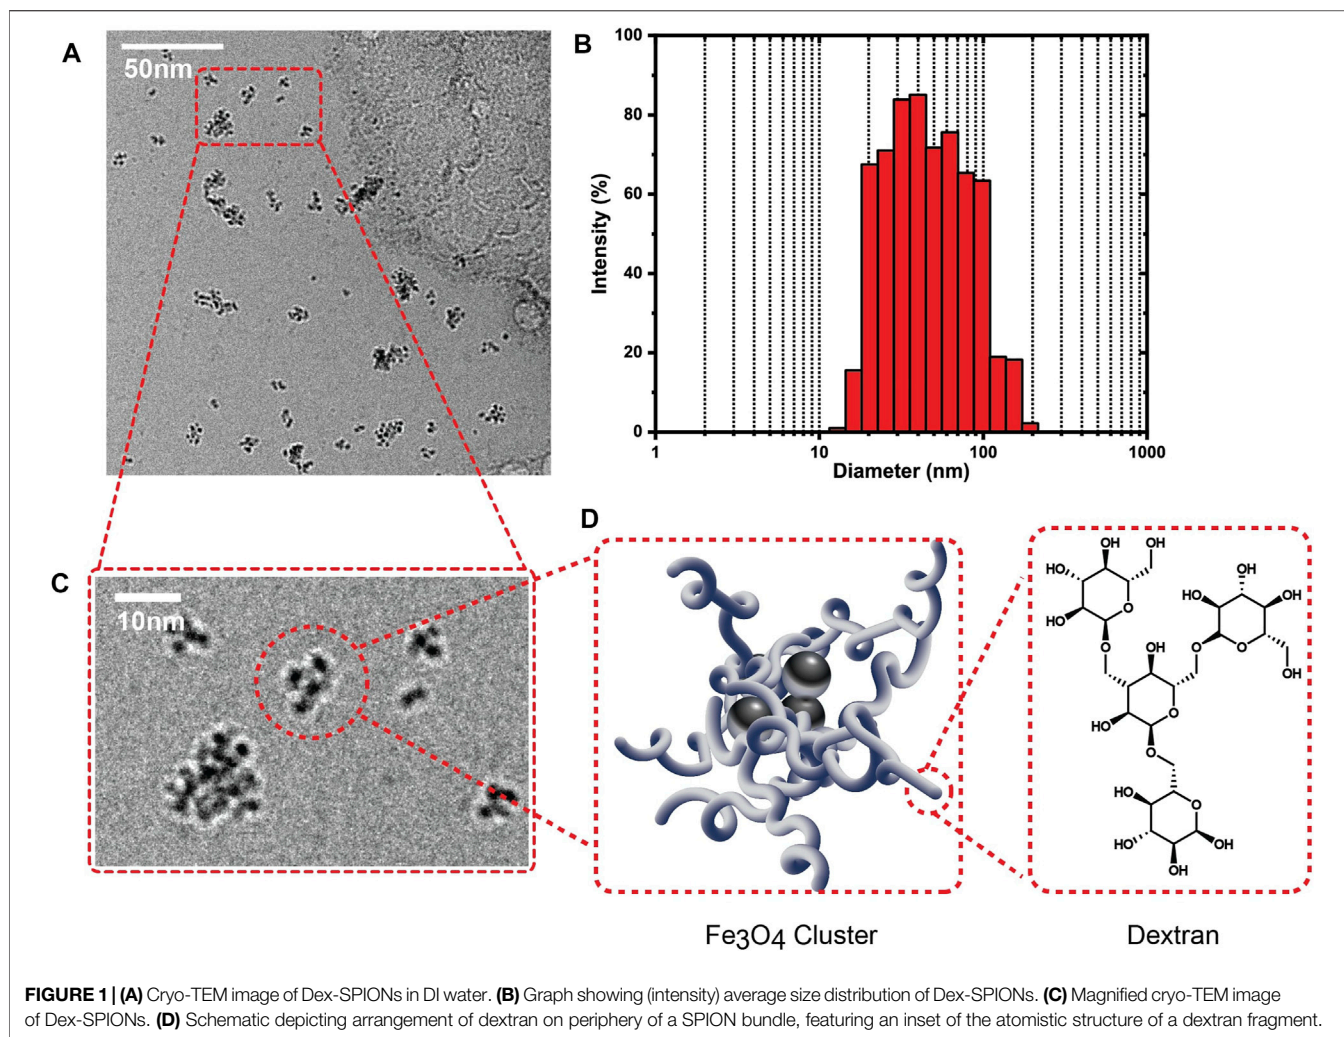 A
50nm
B
100
80
60
40
20
0
Intensity (%)
1
10
100
1000
Diameter (nm)
C
10nm
D
OH
OH
HO
O
HO
O
OH
HO
OH
O
O
OH
OH
HO
O
O
HO
O
HO
OH
OH
Fe3O4 Cluster
Dextran
FIGURE 1 | (A) Cryo-TEM image of Dex-SPIONs in DI water. (B) Graph showing (intensity) average size distribution of Dex-SPIONs. (C) Magnified cryo-TEM image
of Dex-SPIONs. (D) Schematic depicting arrangement of dextran on periphery of a SPION bundle, featuring an inset of the atomistic structure of a dextran fragment.